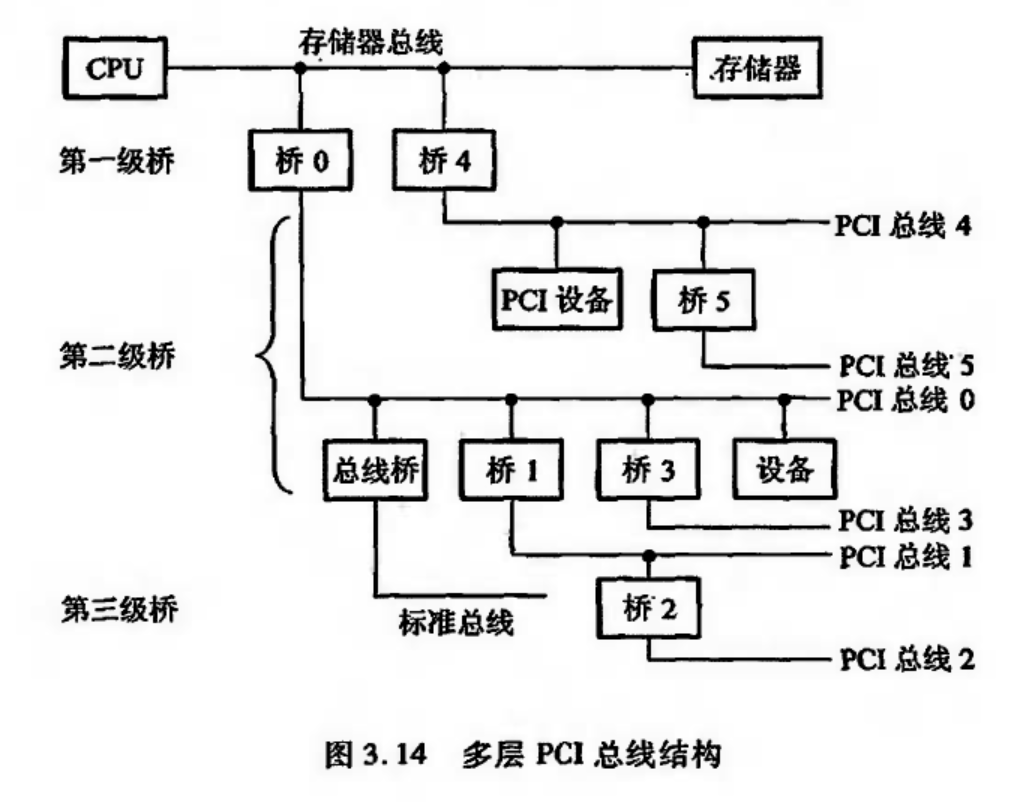 存储器总线
CPU
存储器
第一级桥
桥 0
桥 4
PCI 总线 4
PCI 设备
桥 5
第二级桥
PCI 总线 5
PCI 总线 0
总线桥
桥 1
桥 3
设备
PCI 总线 3
PCI 总线 1
第三级桥
标准总线
桥 2
PCI 总线 2
图 3.14 多层 PCI 总线结构